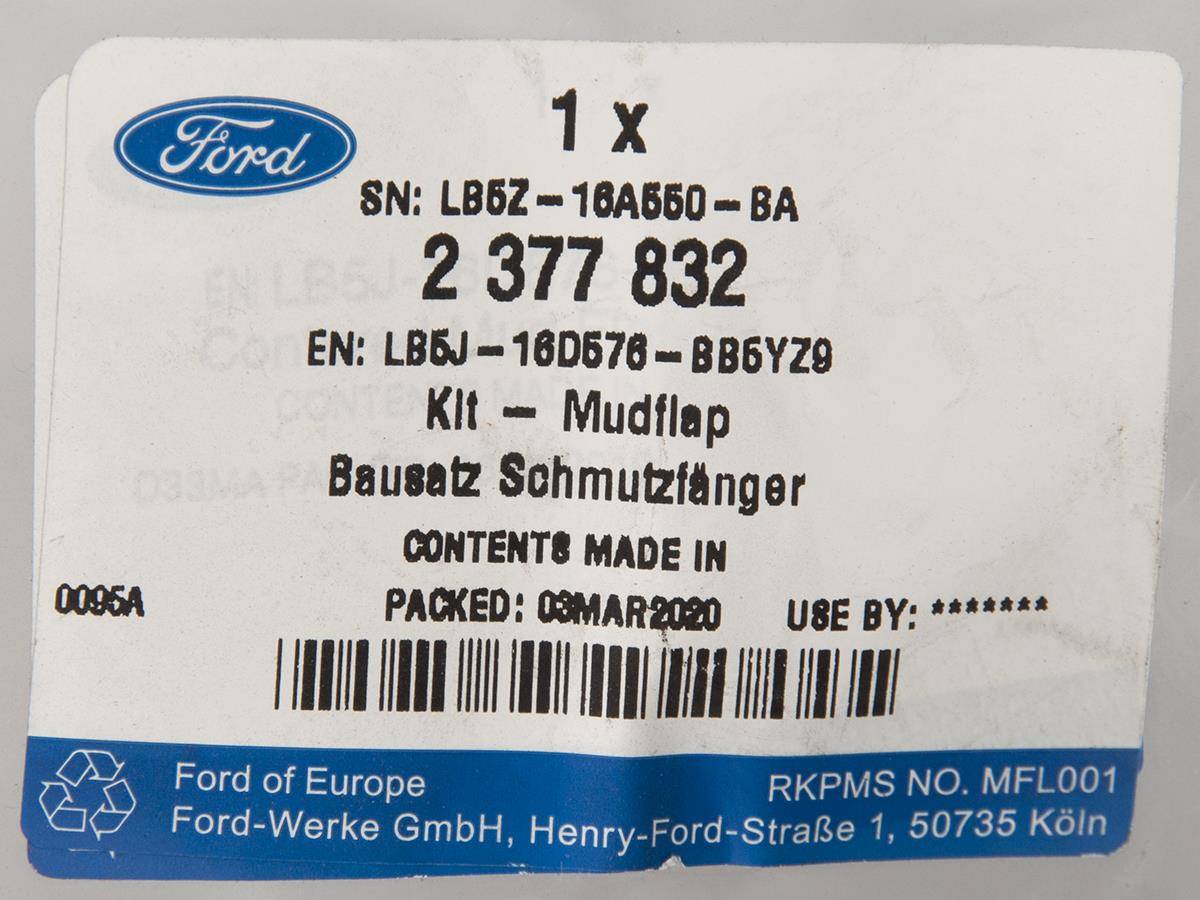 Ford
1 x
SN: LB5Z-16A550-BA
2 377 832
EN: LB5J-16D576-BB5YZ9
Kit - Mudflap
Bausatz Schmutzfänger
CONTENTS MADE IN
0095A PACKED: 03MAR2020 USE BY: *******
Ford of Europe RKPMS NO. MFL001
Ford-Werke GmbH, Henry-Ford-Straße 1, 50735 Köln